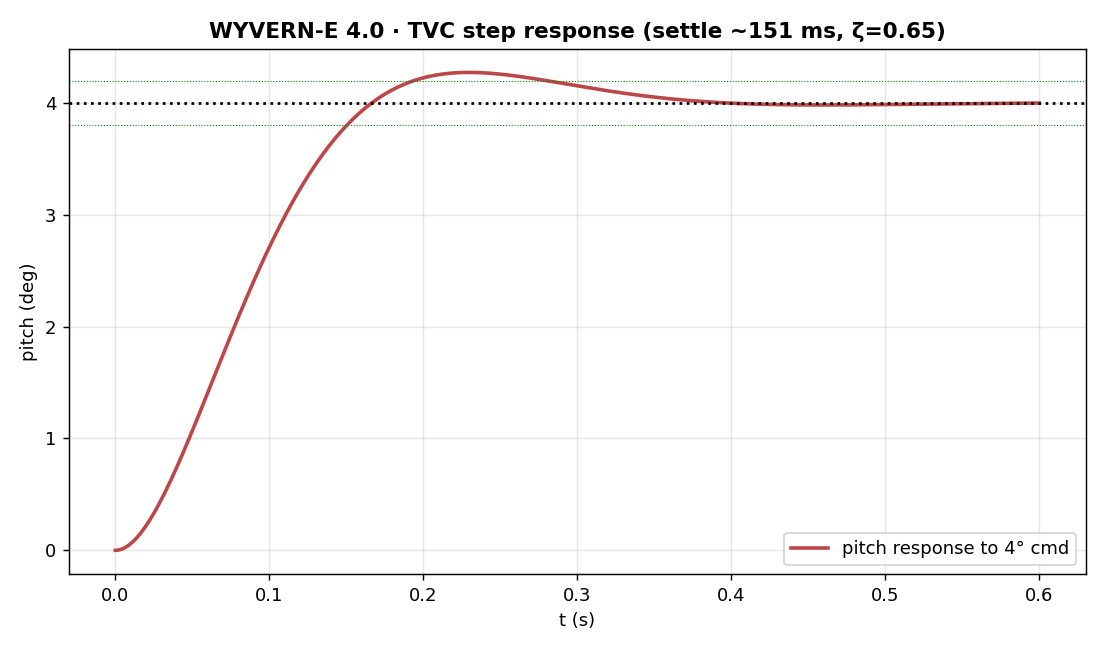 WYVERN-E 4.0 · TVC step response (settle ~151 ms, ζ=0.65)
pitch (deg)
4
3
2
1
0
pitch response to 4° cmd
0.0 0.1 0.2 0.3 0.4 0.5 0.6
t (s)